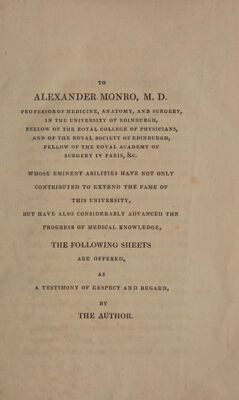 TO
ALEXANDER MONRO, M. D.
PROFESSOR OF MEDICINE, ANATOMY, AND SURGERY,
IN THE UNIVERSITY OF EDINBURGH,
FELLOW OF THE ROYAL COLLEGE OF PHYSICIANS,
AND OF THE ROYAL SOCIETY OF EDINBURGH,
FELLOW OF THE ROYAL ACADEMY OF
SURGERY IN PARIS, &C.
WHOSE EMINENT ABILITIES HAVE NOT ONLY
CONTRIBUTED TO EXTEND THE FAME OF
THIS UNIVERSITY,
BUT HAVE ALSO CONSIDERABLY ADVANCED THE
PROGRESS OF MEDICAL KNOWLEDGE,
THE FOLLOWING SHEETS
ARE OFFERED,
AS
A TESTIMONY OF RESPECT AND REGARD,
BY
THE AUTHOR.